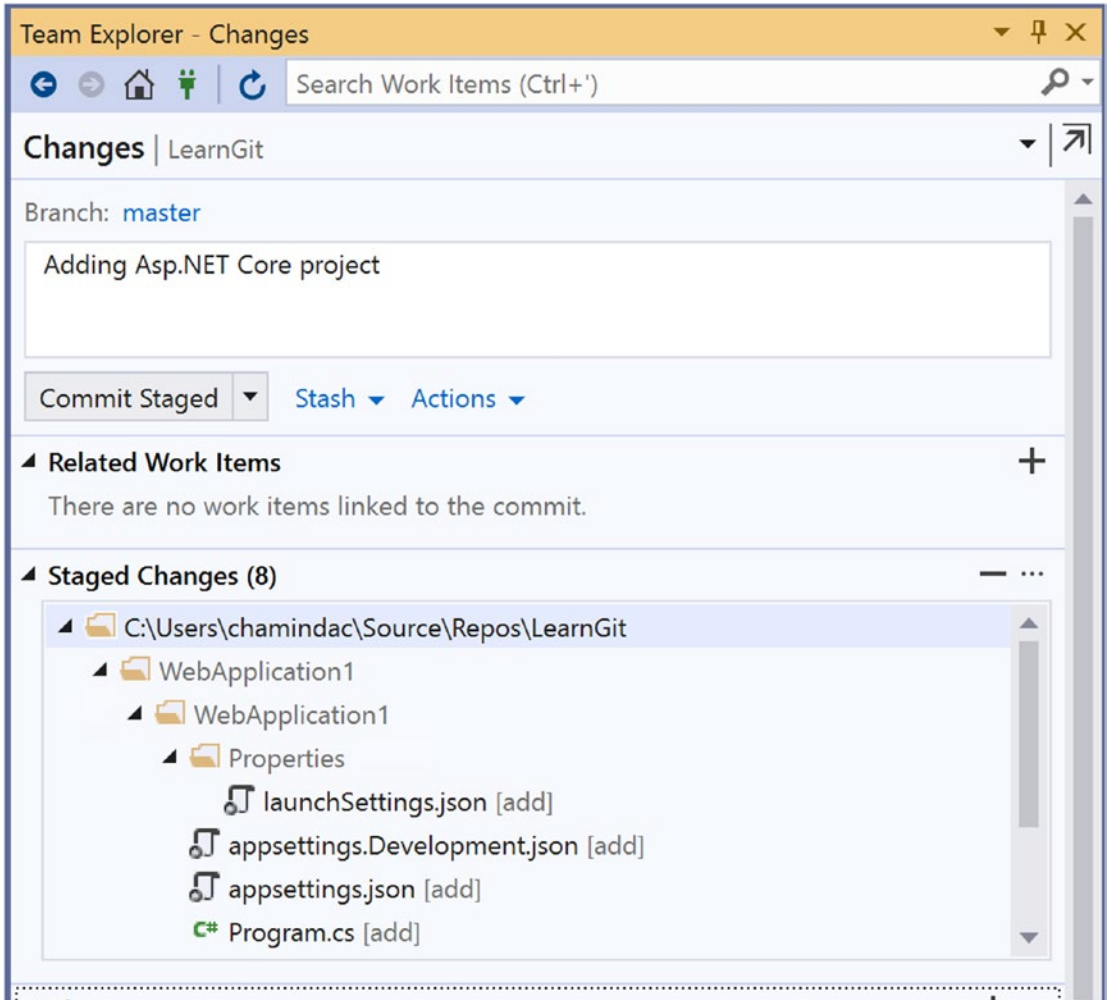 Team Explorer - Changes
Search Work Items (Ctrl+')
Changes | LearnGit
Branch: master
Adding Asp.NET Core project
Commit Staged Stash Actions
Related Work Items
There are no work items linked to the commit.
Staged Changes (8)
C:\Users\chamindac\Source\Repos\LearnGit
WebApplication1
WebApplication1
Properties
launchSettings.json [add]
appsettings.Development.json [add]
appsettings.json [add]
C# Program.cs [add]